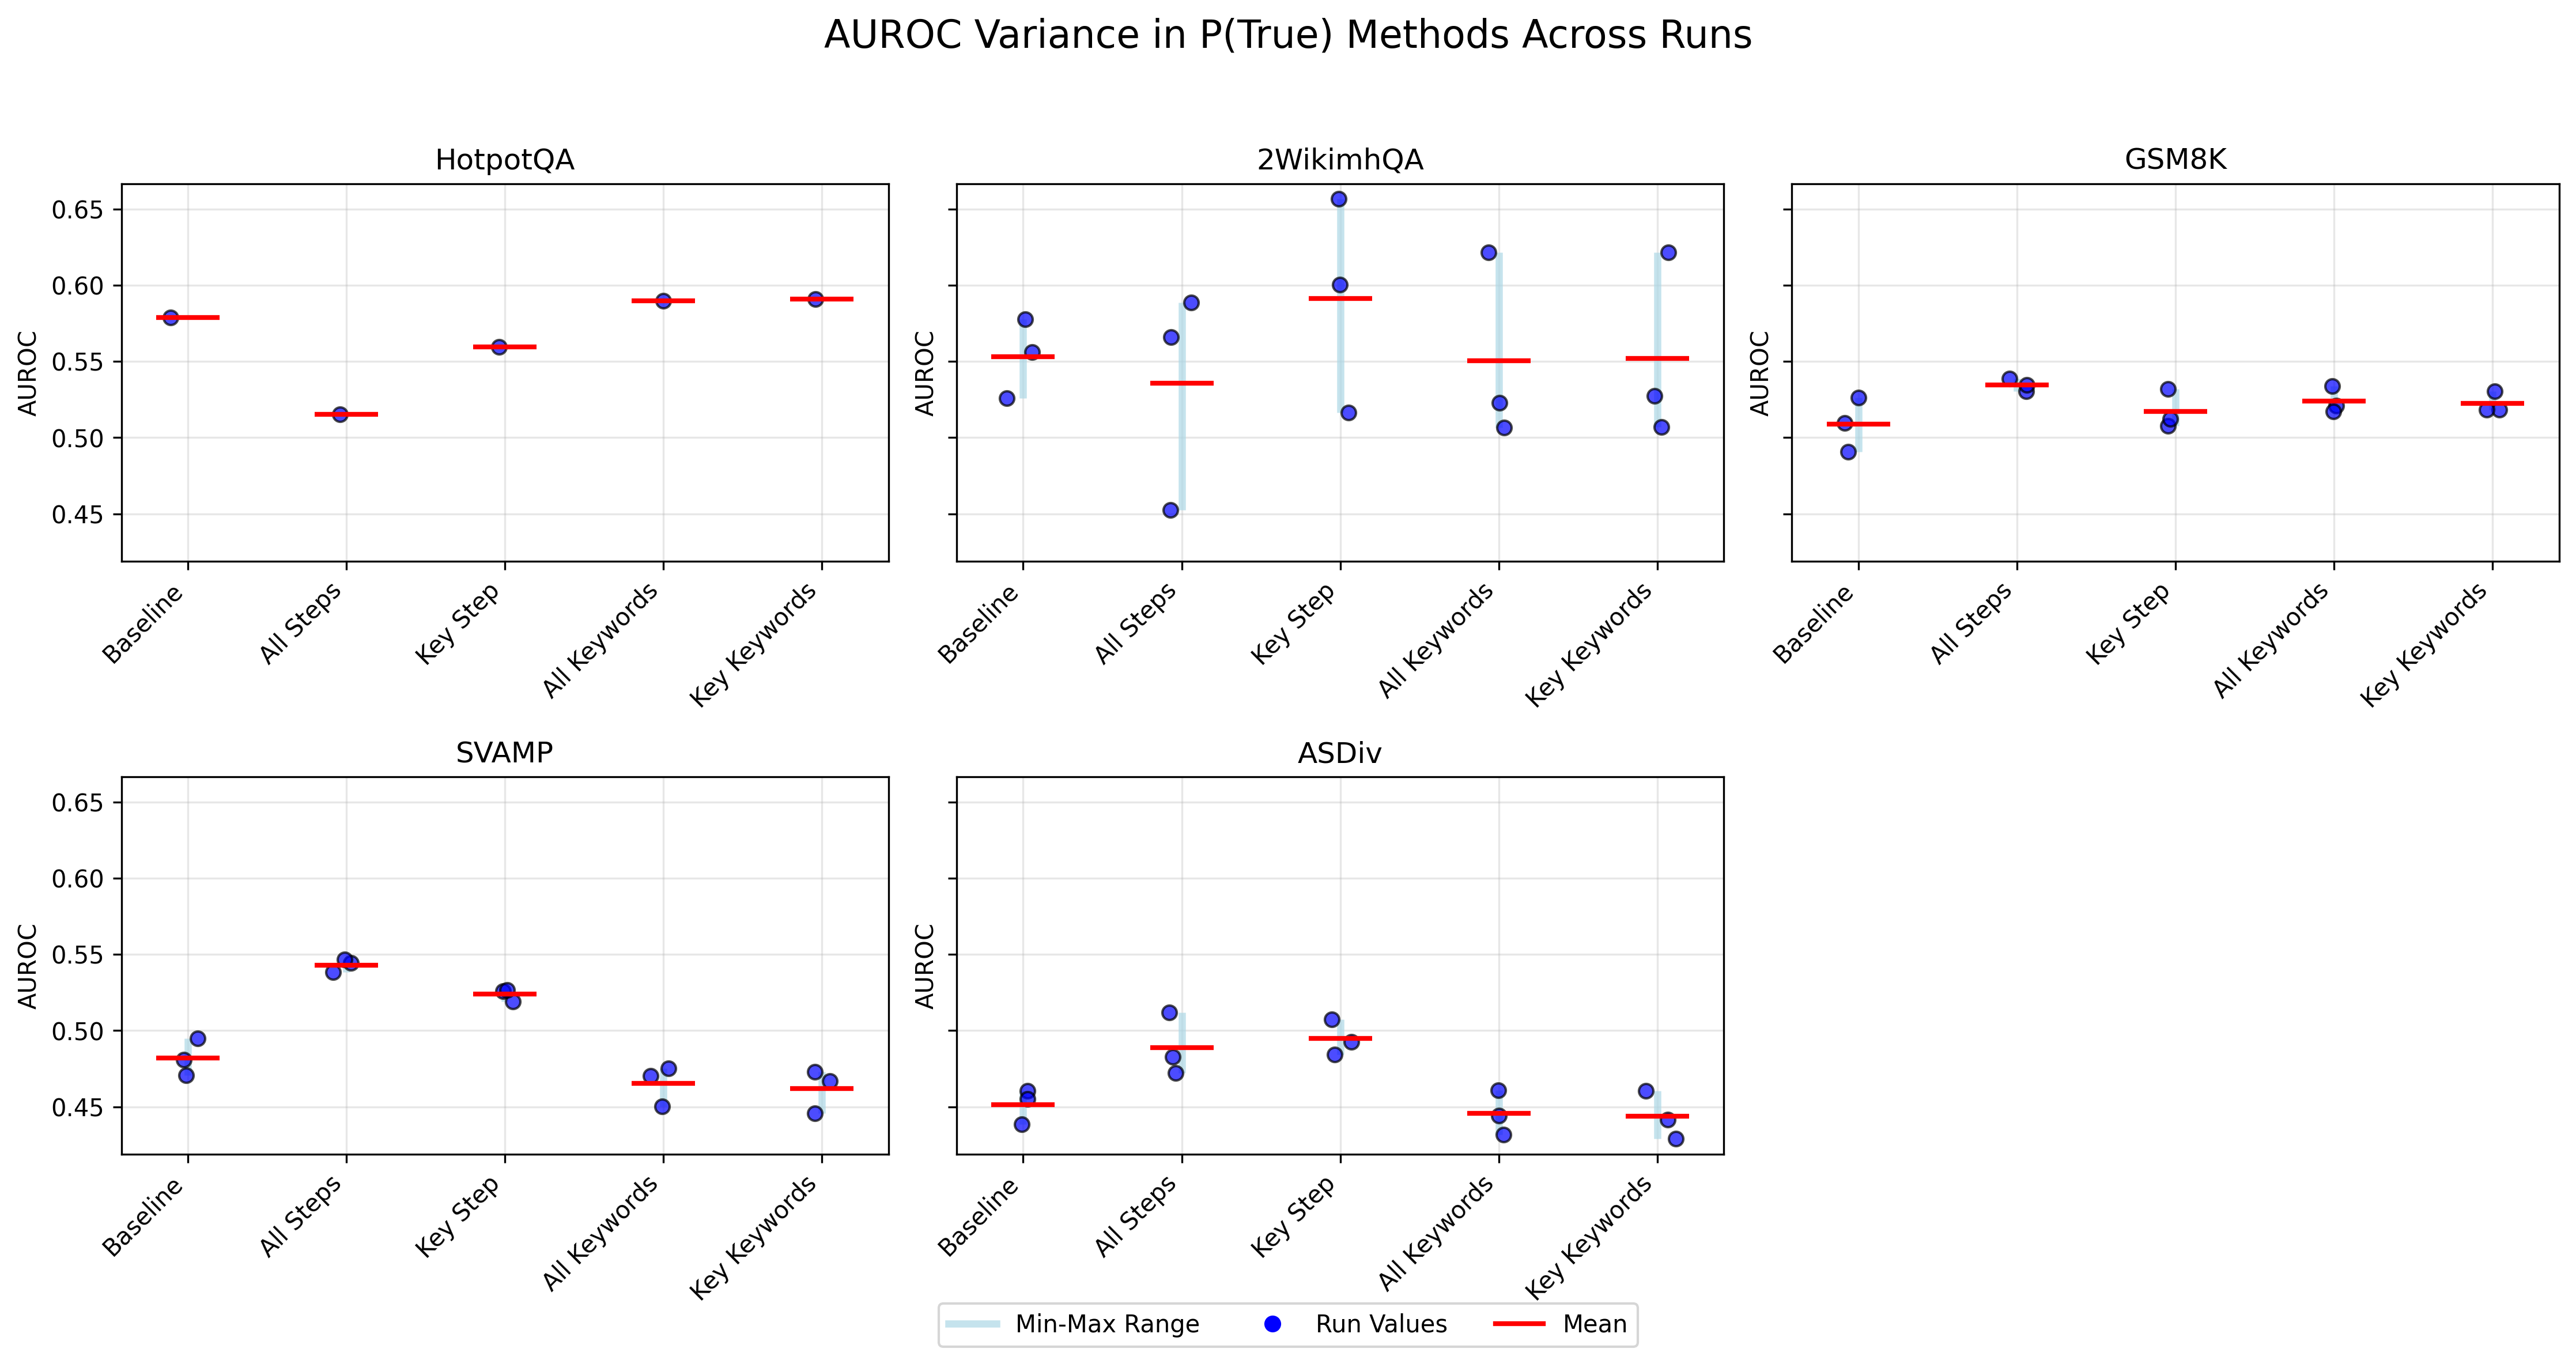 AUROC Variance in P(True) Methods Across Runs
HotpotQA
AUROC
0.65
0.60
0.55
0.50
0.45
Baseline
All Steps
Key Step
All Keywords
Key Keywords
2WikimhQA
AUROC
Baseline
All Steps
Key Step
All Keywords
Key Keywords
GSM8K
AUROC
Baseline
All Steps
Key Step
All Keywords
Key Keywords
SVAMP
AUROC
0.65
0.60
0.55
0.50
0.45
Baseline
All Steps
Key Step
All Keywords
Key Keywords
ASDiv
AUROC
Baseline
All Steps
Key Step
All Keywords
Key Keywords
Min-Max Range
Run Values
Mean